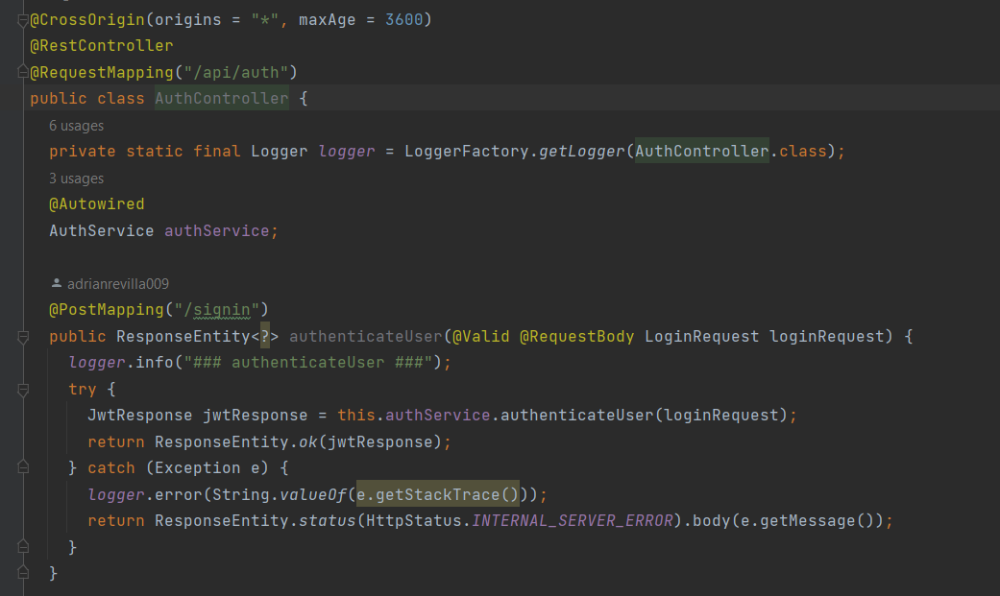 @CrossOrigin(origins = "*", maxAge = 3600)
@RestController
@RequestMapping("/api/auth")
public class AuthController {
6 usages
private static final Logger logger = LoggerFactory.getLogger(AuthController.class);
3 usages
@Autowired
AuthService authService;
adrianrevilla009
@PostMapping("/signin")
public ResponseEntity<?> authenticateUser(@Valid @RequestBody LoginRequest loginRequest) {
logger.info("### authenticateUser ###");
try {
JwtResponse jwtResponse = this.authService.authenticateUser(loginRequest);
return ResponseEntity.ok(jwtResponse);
} catch (Exception e) {
logger.error(String.valueOf(e.getStackTrace()));
return ResponseEntity.status(HttpStatus.INTERNAL_SERVER_ERROR).body(e.getMessage());
}
}